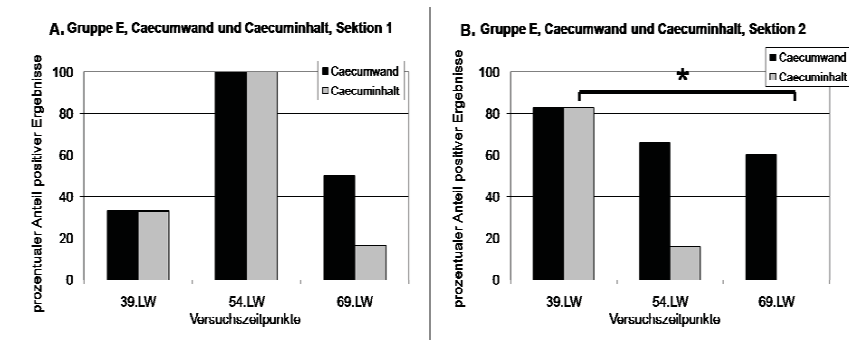 A. Gruppe E, Caecumwand und Caecuminhalt, Sektion 1
prozentualer Anteil positiver Ergebnisse
100
80
60
40
20
0
Caecumwand
Caecuminhalt
39.LW 54.LW 69.LW
Versuchszeitpunkte
B. Gruppe E, Caecumwand und Caecuminhalt, Sektion 2
prozentualer Anteil positiver Ergebnisse
100
80
60
40
20
0
Caecumwand
Caecuminhalt
*
39.LW 54.LW 69.LW
Versuchszeitpunkte